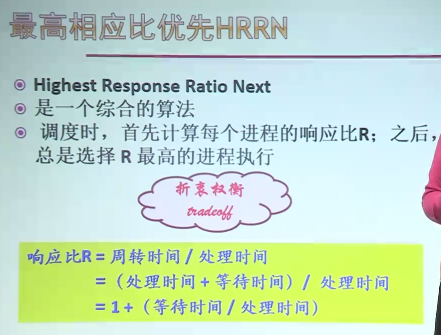 最高相应比优先HRRN
Highest Response Ratio Next
是一个综合的算法
调度时，首先计算每个进程的响应比R；之后，
总是选择 R 最高的进程执行
折衷权衡
tradeoff
响应比R = 周转时间 / 处理时间
=（处理时间 + 等待时间）/ 处理时间
= 1 +（等待时间 / 处理时间）